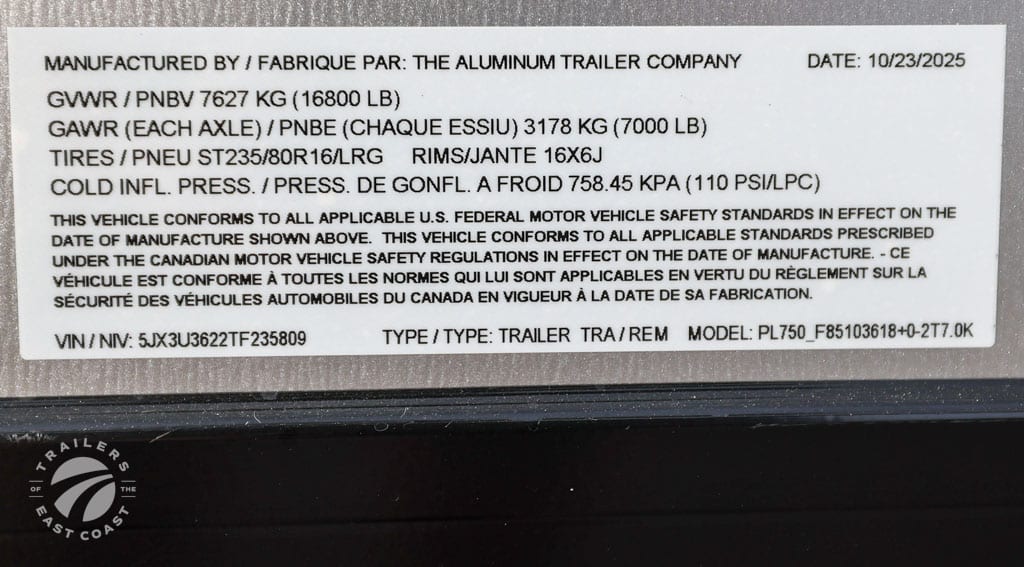 MANUFACTURED BY / FABRIQUE PAR: THE ALUMINUM TRAILER COMPANY DATE: 10/23/2025
GVWR / PNBV 7627 KG (16800 LB)
GAWR (EACH AXLE) / PNBE (CHAQUE ESSIU) 3178 KG (7000 LB)
TIRES / PNEU ST235/80R16/LRG RIMS/JANTE 16X6J
COLD INFL. PRESS. / PRESS. DE GONFL. A FROID 758.45 KPA (110 PSI/LPC)
THIS VEHICLE CONFORMS TO ALL APPLICABLE U.S. FEDERAL MOTOR VEHICLE SAFETY STANDARDS IN EFFECT ON THE
DATE OF MANUFACTURE SHOWN ABOVE. THIS VEHICLE CONFORMS TO ALL APPLICABLE STANDARDS PRESCRIBED
UNDER THE CANADIAN MOTOR VEHICLE SAFETY REGULATIONS IN EFFECT ON THE DATE OF MANUFACTURE. - CE
VÉHICULE EST CONFORME À TOUTES LES NORMES QUI LUI SONT APPLICABLES EN VERTU DU RÈGLEMENT SUR LA
SÉCURITÉ DES VÉHICULES AUTOMOBILES DU CANADA EN VIGUEUR À LA DATE DE SA FABRICATION.
VIN / NIV: 5JX3U3622TF235809 TYPE / TYPE: TRAILER TRA / REM MODEL: PL750_F85103618+0-2T7.0K
TRAILERS
OF THE
EAST COAST